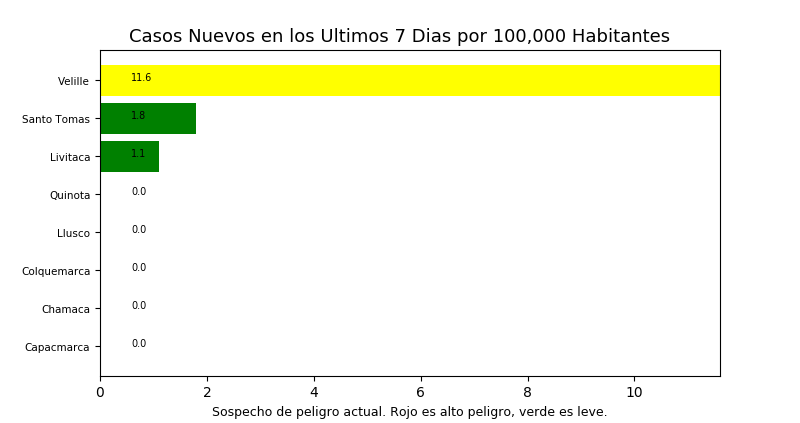 Casos Nuevos en los Ultimos 7 Dias por 100,000 Habitantes
Velille 11.6
Santo Tomas 1.8
Livitaca 1.1
Quinota 0.0
Llusco 0.0
Colquemarca 0.0
Chamaca 0.0
Capacmarca 0.0
0 2 4 6 8 10
Sospecho de peligro actual. Rojo es alto peligro, verde es leve.